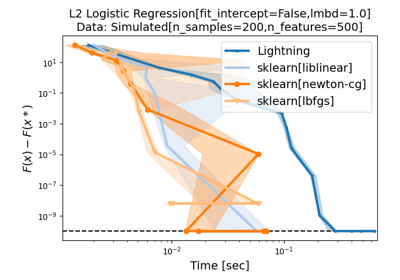 L2 Logistic Regression[fit_intercept=False,lmbd=1.0]
Data: Simulated[n_samples=200,n_features=500]
Lightning
sklearn[liblinear]
sklearn[newton-cg]
sklearn[lbfgs]
F(x) − F(x*)
10¹
10⁻¹
10⁻³
10⁻⁵
10⁻⁷
10⁻⁹
10⁻²
10⁻¹
Time [sec]